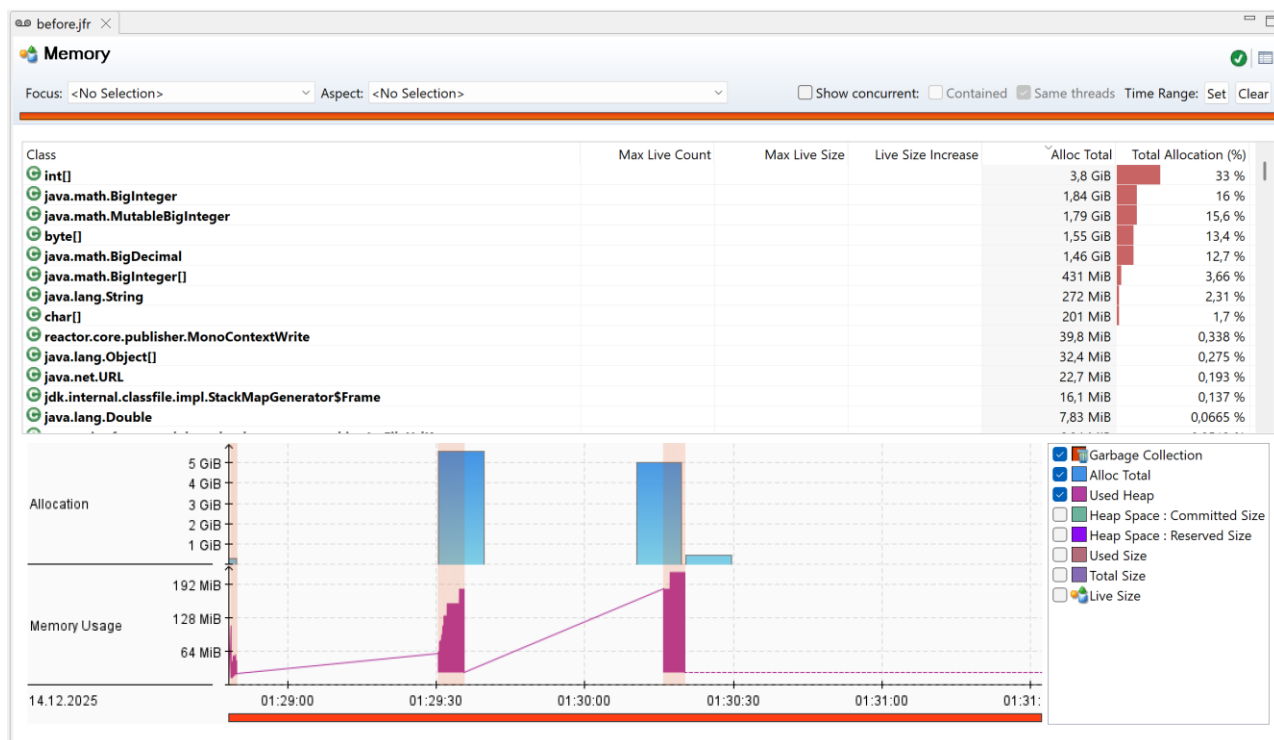 before.jfr
Memory
Focus: <No Selection> Aspect: <No Selection> Show concurrent: Contained Same threads Time Range: Set Clear
Class Max Live Count Max Live Size Live Size Increase Alloc Total Total Allocation (%)
int[] 3,8 GiB 33 %
java.math.BigInteger 1,84 GiB 16 %
java.math.MutableBigInteger 1,79 GiB 15,6 %
byte[] 1,55 GiB 13,4 %
java.math.BigDecimal 1,46 GiB 12,7 %
java.math.BigInteger[] 431 MiB 3,66 %
java.lang.String 272 MiB 2,31 %
char[] 201 MiB 1,7 %
reactor.core.publisher.MonoContextWrite 39,8 MiB 0,338 %
java.lang.Object[] 32,4 MiB 0,275 %
java.net.URL 22,7 MiB 0,193 %
jdk.internal.classfile.impl.StackMapGenerator$Frame 16,1 MiB 0,137 %
java.lang.Double 7,83 MiB 0,0665 %
Allocation
5 GiB
4 GiB
3 GiB
2 GiB
1 GiB
Memory Usage
192 MiB
128 MiB
64 MiB
14.12.2025 01:29:00 01:29:30 01:30:00 01:30:30 01:31:00 01:31:
Garbage Collection
Alloc Total
Used Heap
Heap Space : Committed Size
Heap Space : Reserved Size
Used Size
Total Size
Live Size